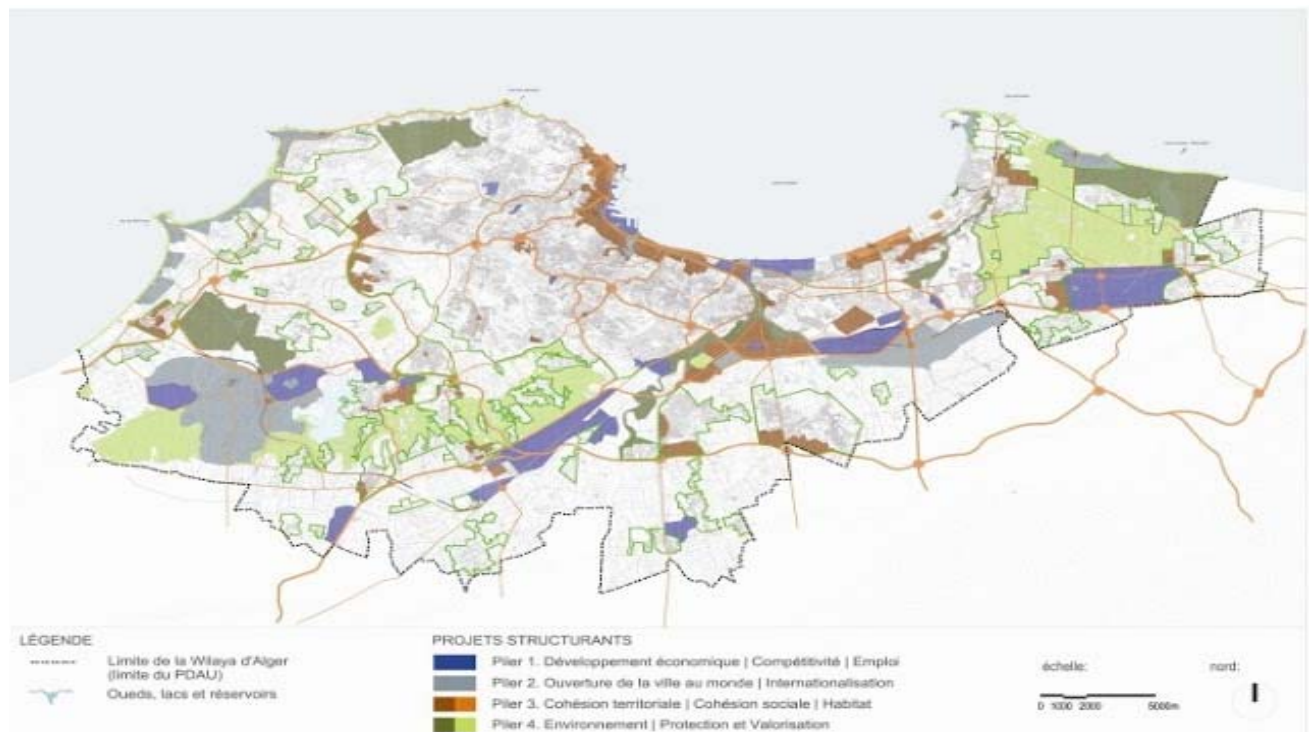 LÉGENDE
Limite de la Wilaya d'Alger
(limite du PDAU)
Oueds, lacs et réservoirs
PROJETS STRUCTURANTS
Pilier 1. Développement économique | Compétitivité | Emploi
Pilier 2. Ouverture de la ville au monde | Internationalisation
Pilier 3. Cohésion territoriale | Cohésion sociale | Habitat
Pilier 4. Environnement | Protection et Valorisation
échelle:
0 1000 2000 5000m
nord: